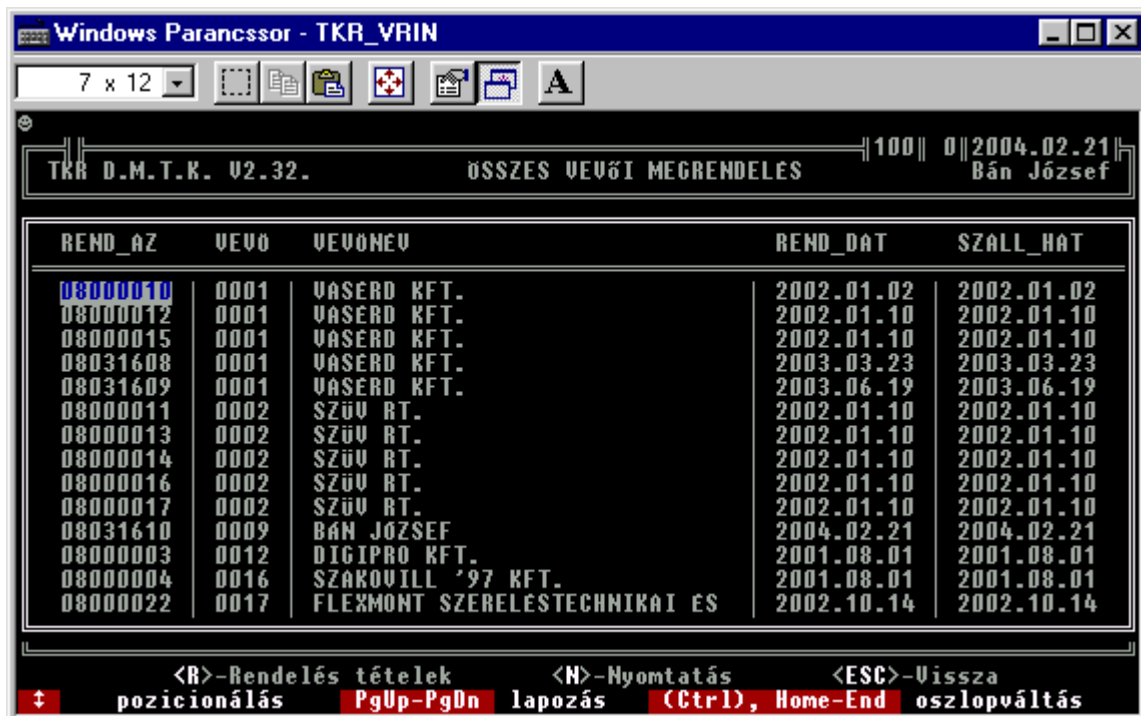 Windows Parancssor - TKR_VRIN
7 x 12
A
100 0 2004.02.21
TKR D.M.T.K. V2.32. ÖSSZES VEVőI MEGRENDELÉS Bán József
REND_AZ VEVÖ VEVÖNÉV REND_DAT SZALL_HAT
08000010 0001 VASÉRD KFT. 2002.01.02 2002.01.02
08000012 0001 VASÉRD KFT. 2002.01.10 2002.01.10
08000015 0001 VASÉRD KFT. 2002.01.10 2002.01.10
08031608 0001 VASÉRD KFT. 2003.03.23 2003.03.23
08031609 0001 VASÉRD KFT. 2003.06.19 2003.06.19
08000011 0002 SZüV RT. 2002.01.10 2002.01.10
08000013 0002 SZüV RT. 2002.01.10 2002.01.10
08000014 0002 SZüV RT. 2002.01.10 2002.01.10
08000016 0002 SZüV RT. 2002.01.10 2002.01.10
08000017 0002 SZüV RT. 2002.01.10 2002.01.10
08031610 0009 BÁN JÓZSEF 2004.02.21 2004.02.21
08000003 0012 DIGIPRO KFT. 2001.08.01 2001.08.01
08000004 0016 SZAKOVILL '97 KFT. 2001.08.01 2001.08.01
08000022 0017 FLEXMONT SZERELÉSTECHNIKAI ÉS 2002.10.14 2002.10.14
<R>-Rendelés tételek <N>-Nyomtatás <ESC>-Vissza
↕ pozicionálás PgUp-PgDn lapozás (Ctrl), Home-End oszlopváltás